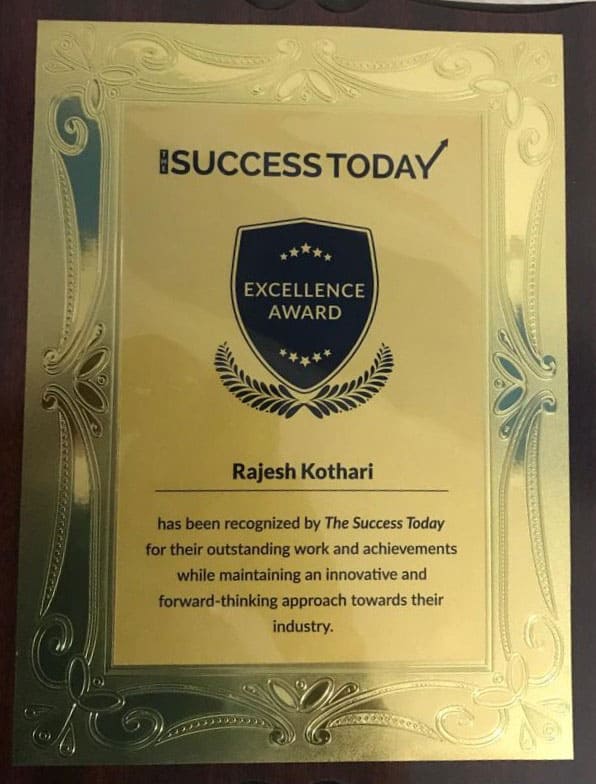 THE SUCCESS TODAY
EXCELLENCE
AWARD
Rajesh Kothari
has been recognized by The Success Today
for their outstanding work and achievements
while maintaining an innovative and
forward-thinking approach towards their
industry.